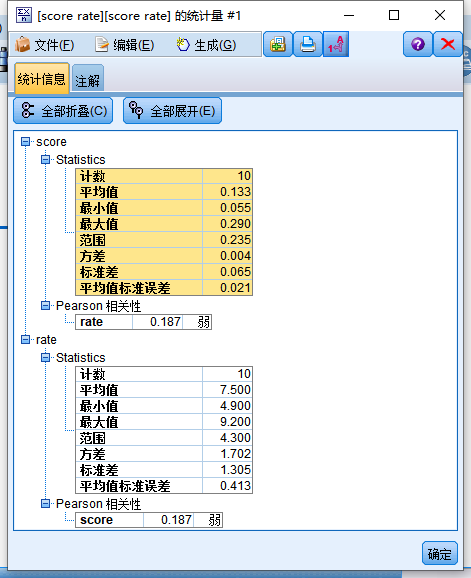 [score rate][score rate] 的统计量 #1
文件(F) 编辑(E) 生成(G)
统计信息 注解
全部折叠(C) 全部展开(E)
score
Statistics
计数 10
平均值 0.133
最小值 0.055
最大值 0.290
范围 0.235
方差 0.004
标准差 0.065
平均值标准误差 0.021
Pearson 相关性
rate 0.187 弱
rate
Statistics
计数 10
平均值 7.500
最小值 4.900
最大值 9.200
范围 4.300
方差 1.702
标准差 1.305
平均值标准误差 0.413
Pearson 相关性
score 0.187 弱
确定